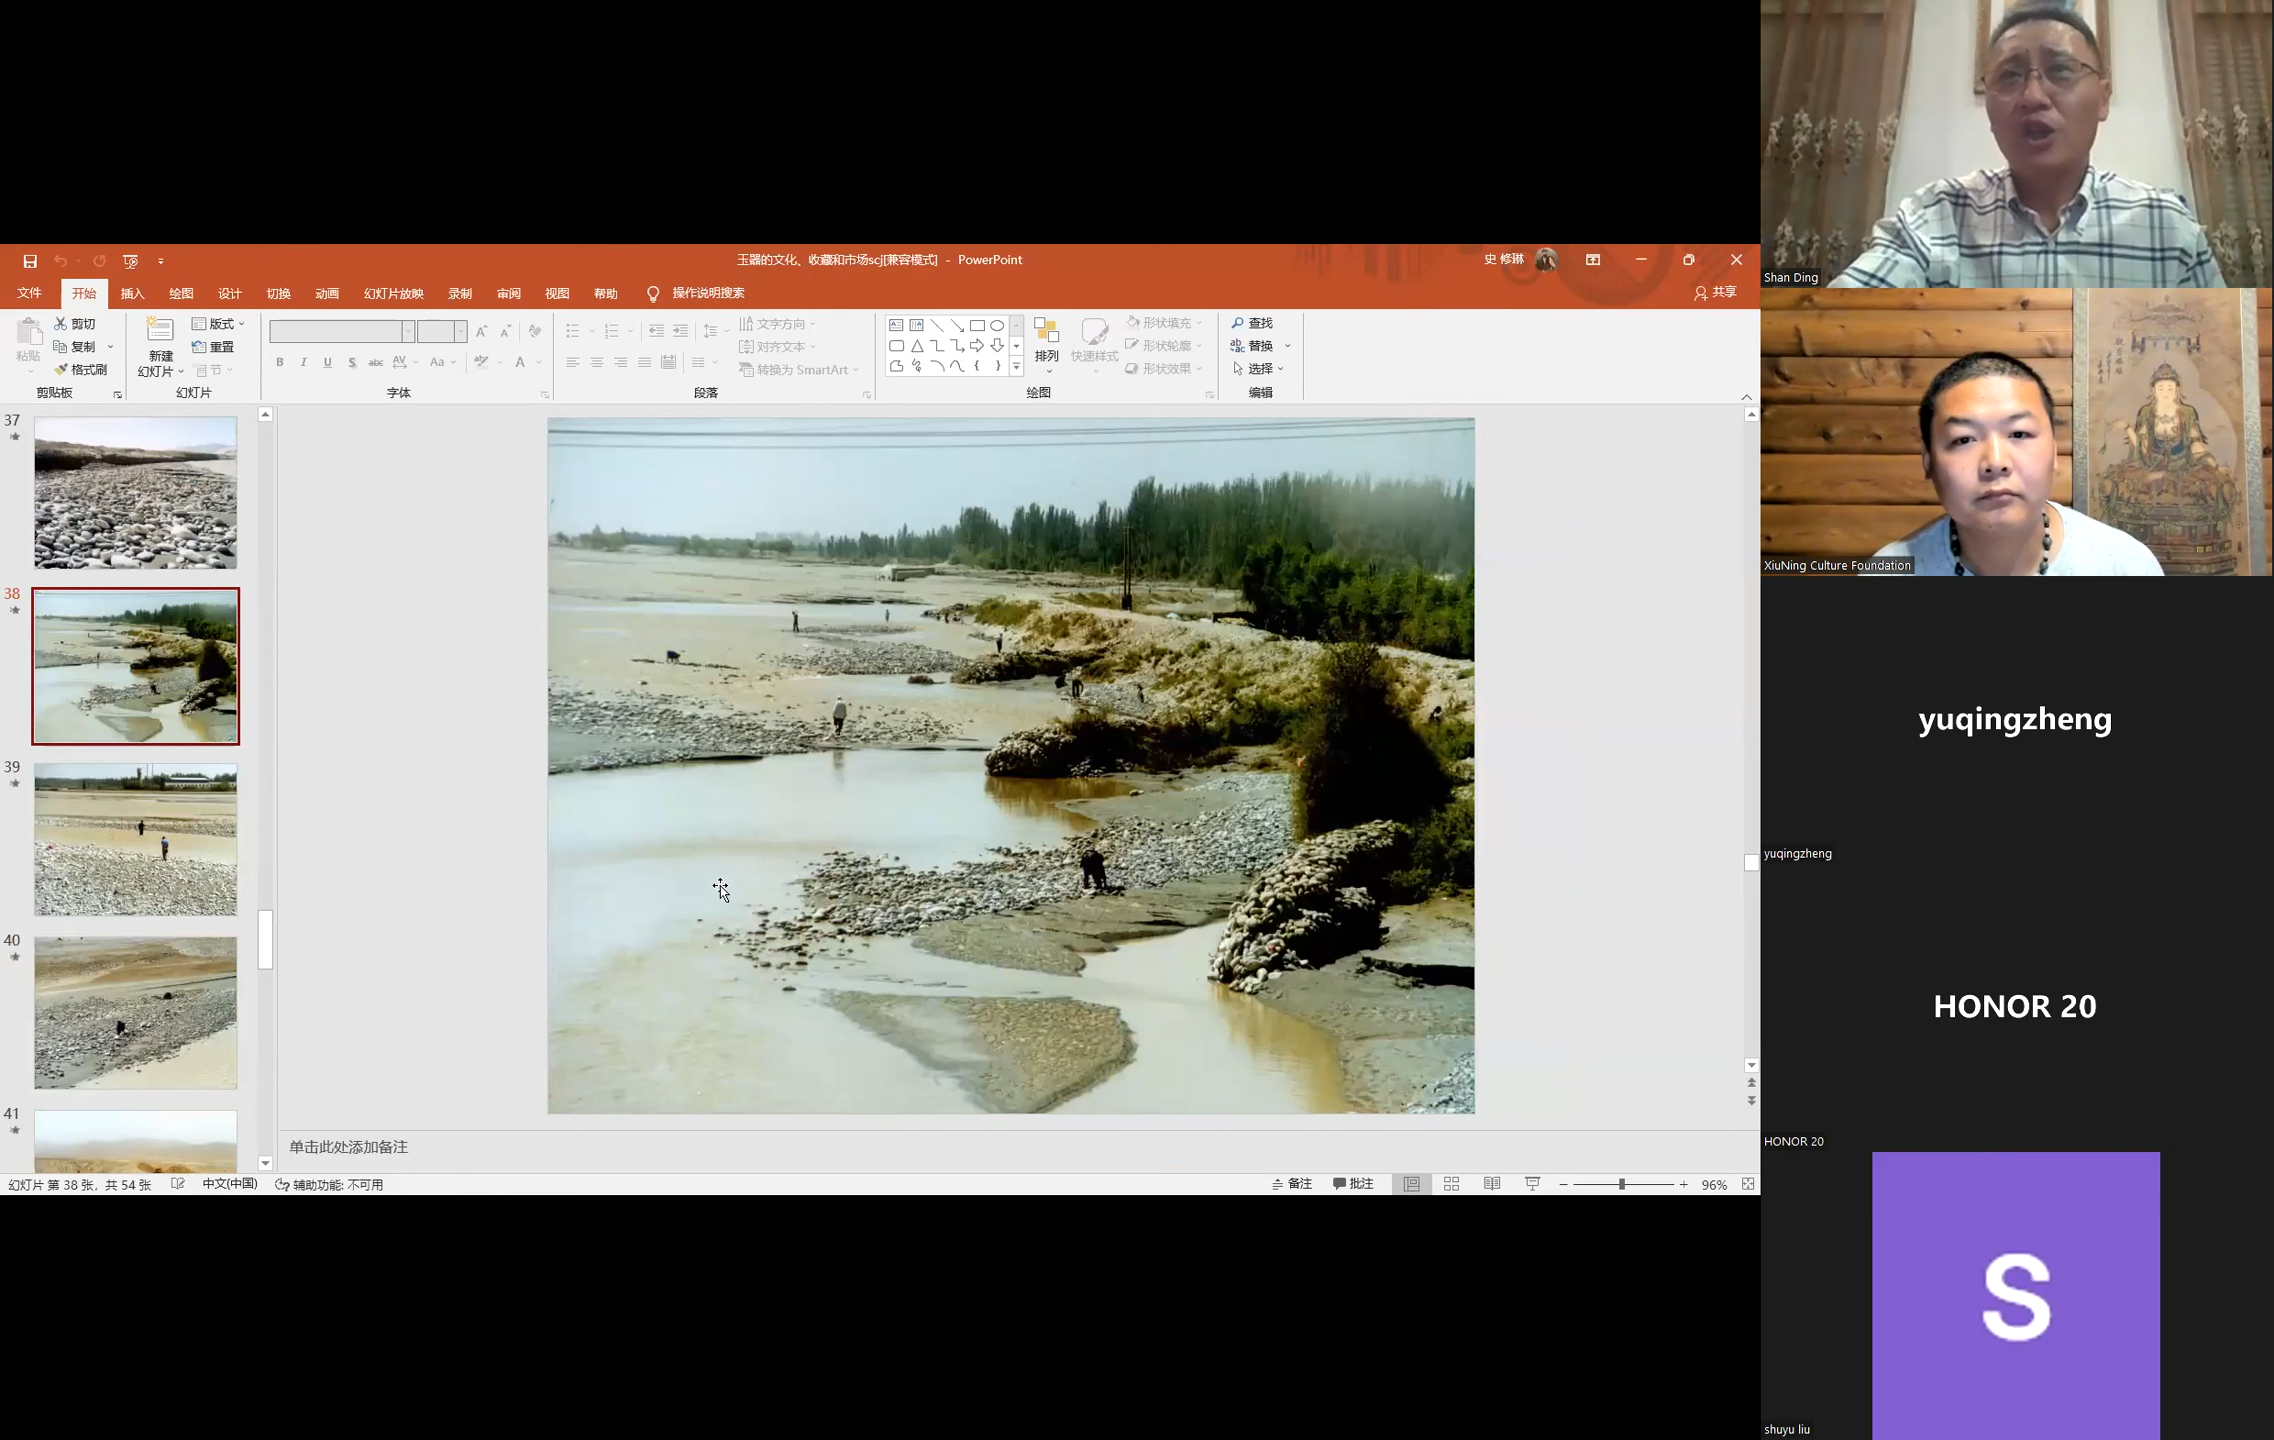 玉器的文化、收藏和市场scj[兼容模式] - PowerPoint
史 修琳
文件 开始 插入 绘图 设计 切换 动画 幻灯片放映 录制 审阅 视图 帮助 操作说明搜索
共享
粘贴
剪切
复制
格式刷
剪贴板
新建
幻灯片
版式
重置
节
幻灯片
B I U S abc AV Aa A
字体
文字方向
对齐文本
转换为 SmartArt
段落
排列
快速样式
形状填充
形状轮廓
形状效果
绘图
查找
替换
选择
编辑
37
38
39
40
41
单击此处添加备注
幻灯片 第 38 张，共 54 张 中文(中国) 辅助功能: 不可用
备注 批注 96%
Shan Ding
XiuNing Culture Foundation
yuqingzheng
yuqingzheng
HONOR 20
HONOR 20
S
shuyu liu